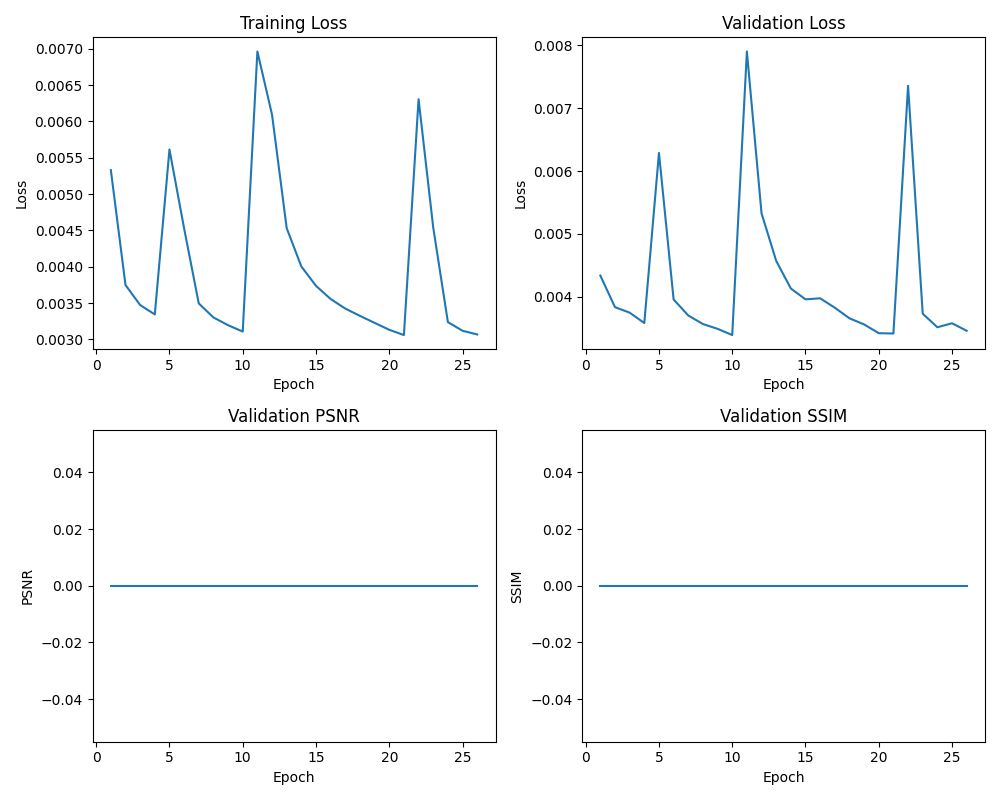 Training Loss
Validation Loss
0.0070
0.0065
0.0060
0.0055
0.0050
0.0045
0.0040
0.0035
0.0030
Loss
0 5 10 15 20 25
Epoch
0.008
0.007
0.006
0.005
0.004
Loss
0 5 10 15 20 25
Epoch
Validation PSNR
Validation SSIM
0.04
0.02
0.00
−0.02
−0.04
PSNR
0 5 10 15 20 25
Epoch
0.04
0.02
0.00
−0.02
−0.04
SSIM
0 5 10 15 20 25
Epoch